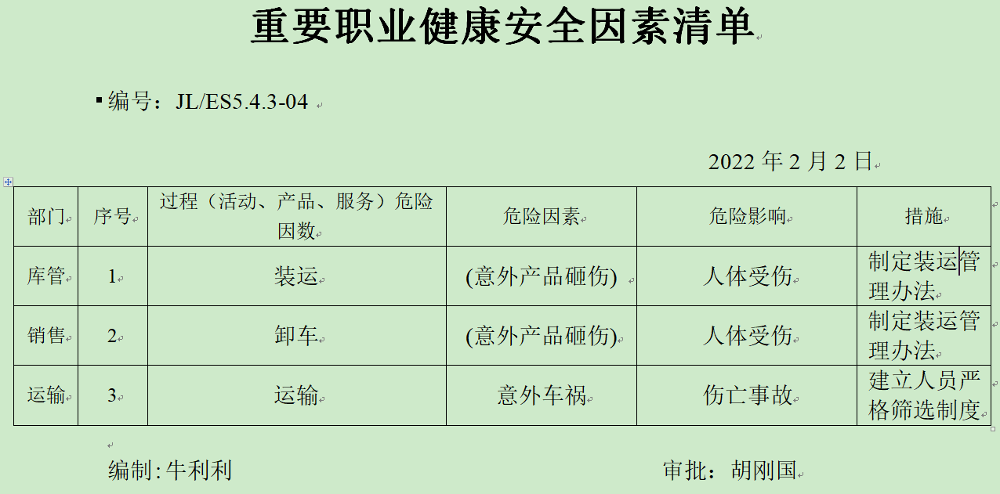 重要职业健康安全因素清单
编号：JL/ES5.4.3-04
2022 年 2 月 2 日
部门 序号 过程（活动、产品、服务）危险因数 危险因素 危险影响 措施
库管 1 装运 (意外产品砸伤) 人体受伤 制定装运管理办法
销售 2 卸车 (意外产品砸伤) 人体受伤 制定装运管理办法
运输 3 运输 意外车祸 伤亡事故 建立人员严格筛选制度
编制:牛利利 审批：胡刚国